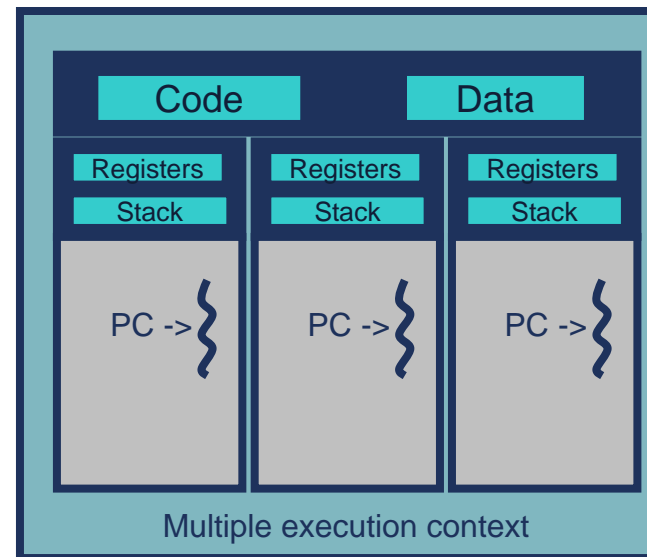 Code Data
Registers Registers Registers
Stack Stack Stack
PC -> PC -> PC ->
Multiple execution context